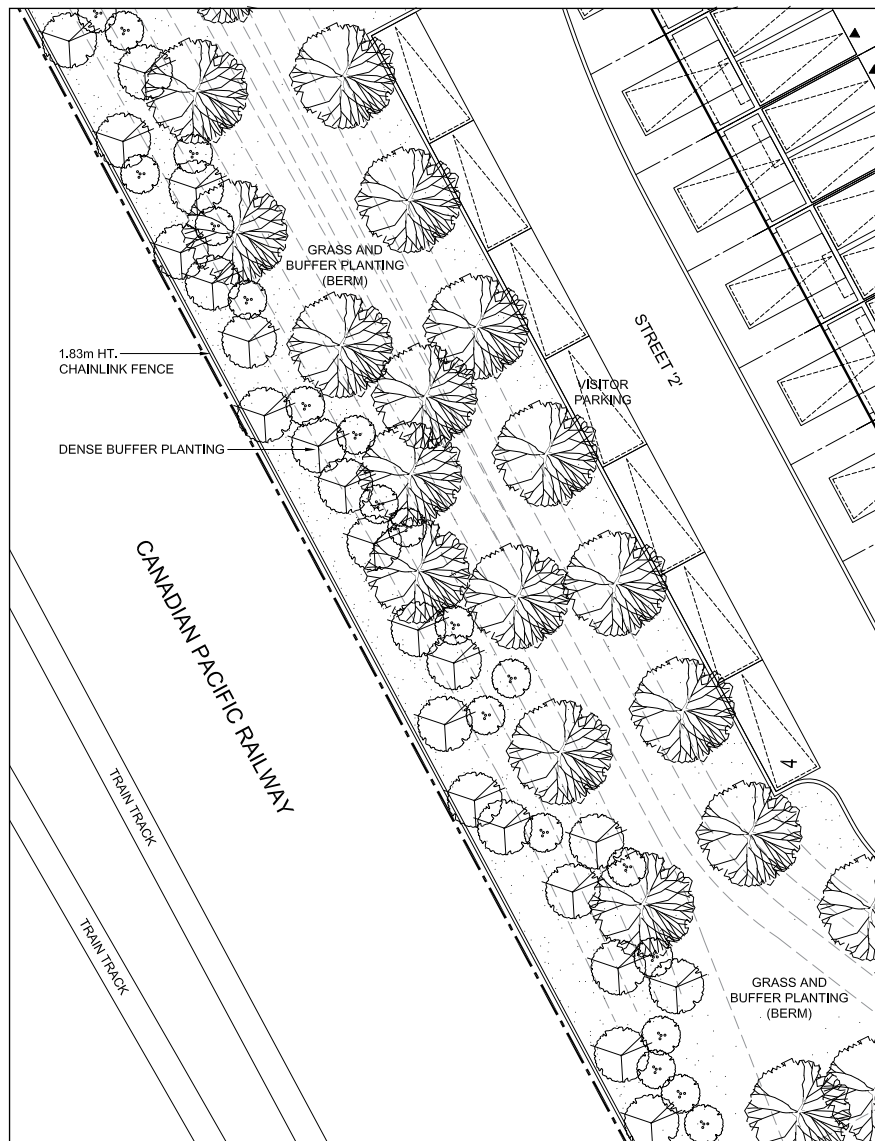 GRASS AND
BUFFER PLANTING
(BERM)
STREET '2'
1.83m HT.
CHAINLINK FENCE
VISITOR
PARKING
DENSE BUFFER PLANTING
CANADIAN PACIFIC RAILWAY
TRAIN TRACK
4
TRAIN TRACK
GRASS AND
BUFFER PLANTING
(BERM)